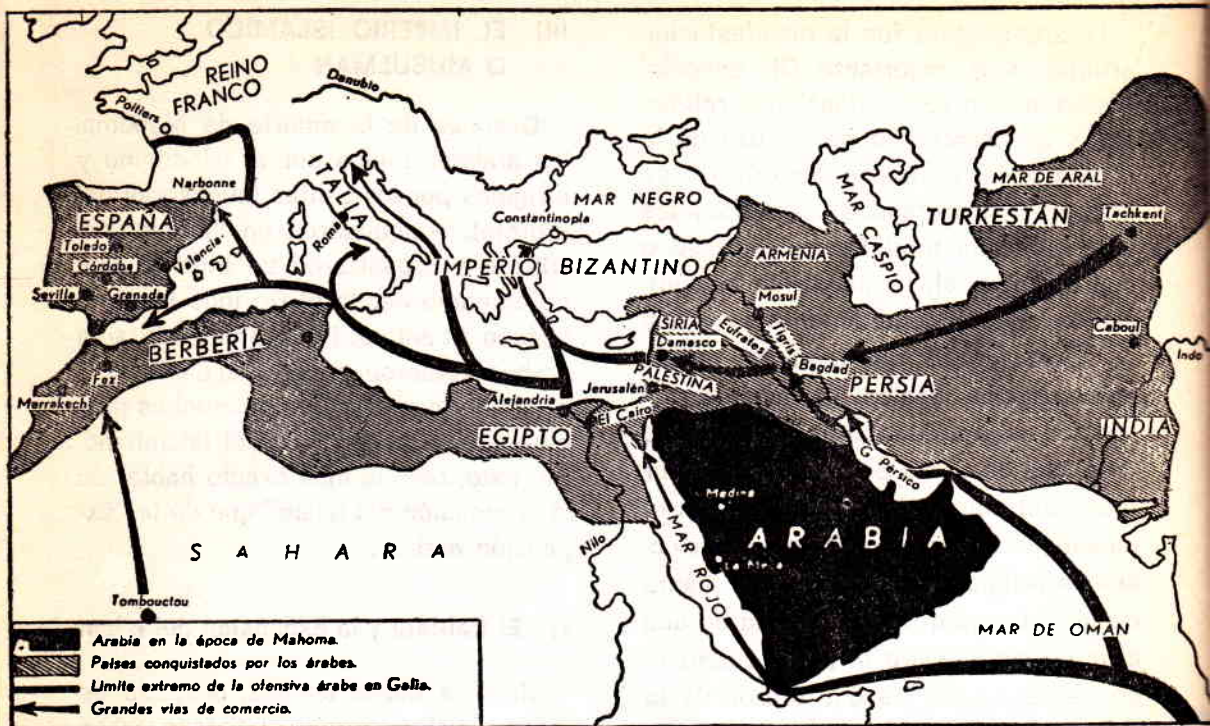 REINO
FRANCO
Poitiers
Danubio
Narbonne
ITALIA
Roma
ESPAÑA
Toledo
Córdoba
Sevilla
Granada
Valencia
Constantinopla
MAR NEGRO
IMPERIO BIZANTINO
MAR CASPIO
MAR DE ARAL
TURKESTÁN
Tachkent
ARMENIA
Mosul
SIRIA
Damasco
Eufrates
Tigris
Bagdad
PALESTINA
Jerusalén
PERSIA
Caboul
Indo
INDIA
BERBERÍA
Fez
Marrakech
Alejandría
El Cairo
EGIPTO
G. Pérsico
Medina
ARABIA
La Meca
MAR ROJO
Nilo
SAHARA
Tombouctou
MAR DE OMAN
Arabia en la época de Mahoma.
Países conquistados por los árabes.
Límite extremo de la ofensiva árabe en Galia.
Grandes vías de comercio.